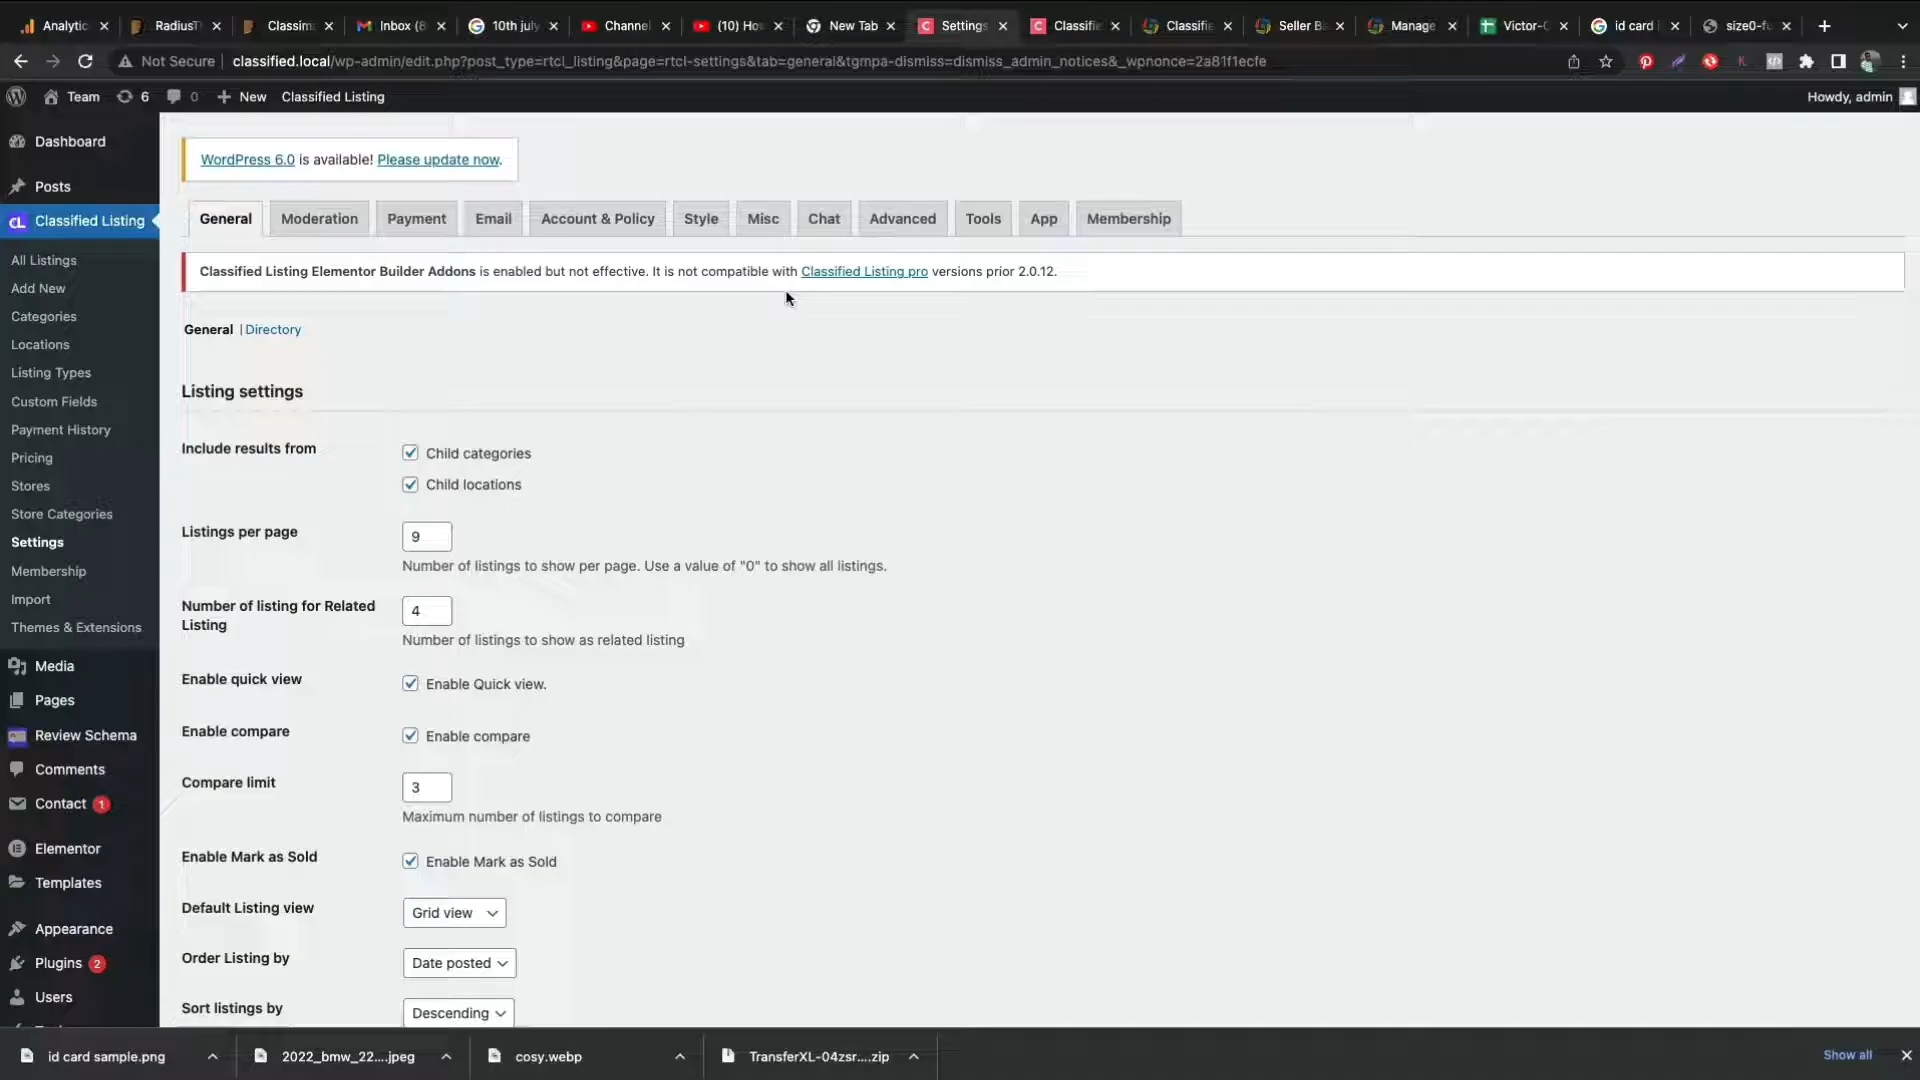 Analytic
RadiusT
Classim
Inbox (8
10th july
Channel
(10) Ho
New Tab
Settings
Classifie
Classifie
Seller B
Manage
Victor-
id card
size0-fu
Not Secure
classified.local/wp-admin/edit.php?post_type=rtcl_listing&page=rtcl-settings&tab=general&tgmpa-dismiss=dismiss_admin_notices&_wpnonce=2a81f1ecfe
Team
6
0
New
Classified Listing
Howdy, admin
Dashboard
Posts
Classified Listing
All Listings
Add New
Categories
Locations
Listing Types
Custom Fields
Payment History
Pricing
Stores
Store Categories
Settings
Membership
Import
Themes & Extensions
Media
Pages
Review Schema
Comments
Contact 1
Elementor
Templates
Appearance
Plugins 2
Users
WordPress 6.0 is available! Please update now.
General
Moderation
Payment
Email
Account & Policy
Style
Misc
Chat
Advanced
Tools
App
Membership
Classified Listing Elementor Builder Addons is enabled but not effective. It is not compatible with Classified Listing pro versions prior 2.0.12.
General | Directory
Listing settings
Include results from
Child categories
Child locations
Listings per page
9
Number of listings to show per page. Use a value of "0" to show all listings.
Number of listing for Related
Listing
4
Number of listings to show as related listing
Enable quick view
Enable Quick view.
Enable compare
Enable compare
Compare limit
3
Maximum number of listings to compare
Enable Mark as Sold
Enable Mark as Sold
Default Listing view
Grid view
Order Listing by
Date posted
Sort listings by
Descending
id card sample.png
2022_bmw_22....jpeg
cosy.webp
TransferXL-04zsr....zip
Show all